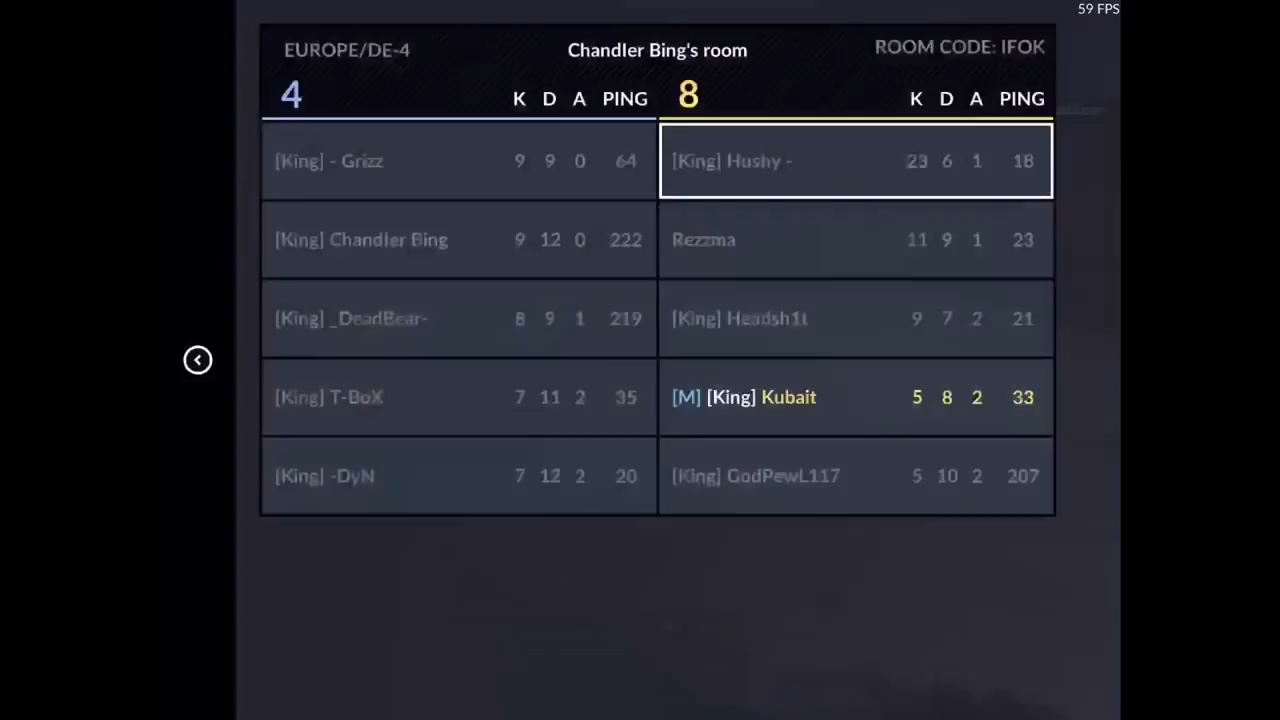 59 FPS
EUROPE/DE-4 Chandler Bing's room ROOM CODE: IFOK
4 K D A PING 8 K D A PING
[King] - Grizz 9 9 0 64 [King] Hushy - 23 6 1 18
[King] Chandler Bing 9 12 0 222 Rezzma 11 9 1 23
[King] _DeadBear- 8 9 1 219 [King] Headsh1t 9 7 2 21
[King] T-BoX 7 11 2 35 [M] [King] Kubait 5 8 2 33
[King] -DyN 7 12 2 20 [King] GodPewL117 5 10 2 207